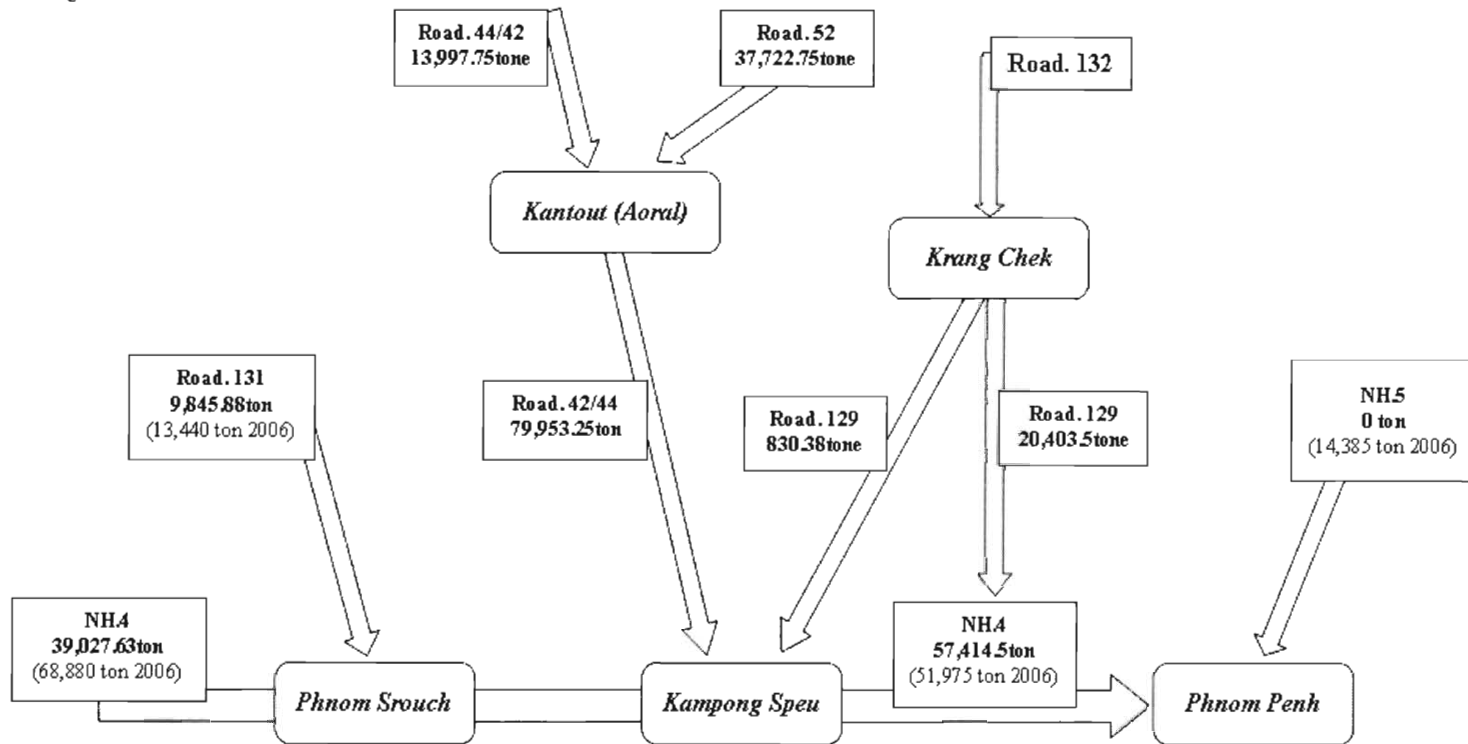 Road. 44/42
13,997.75tone
Road. 52
37,722.75tone
Road. 132
Kantout (Aoral)
Krang Chek
Road. 131
9,845.88ton
(13,440 ton 2006)
Road. 42/44
79,953.25ton
Road. 129
830.38tone
Road. 129
20,403.5tone
NH.5
0 ton
(14,385 ton 2006)
NH.4
39,027.63ton
(68,880 ton 2006)
NH.4
57,414.5ton
(51,975 ton 2006)
Phnom Srouch
Kampong Speu
Phnom Penh